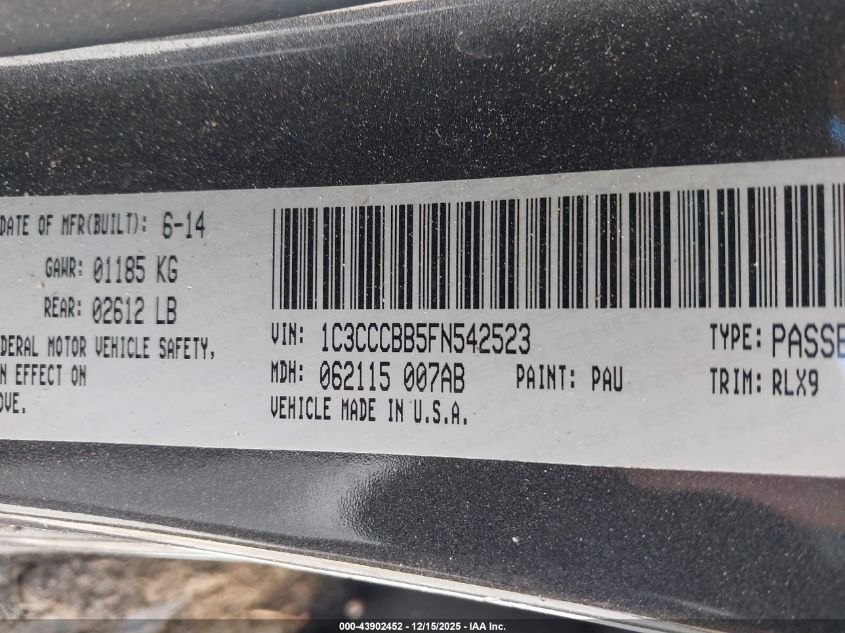 DATE OF MFR(BUILT): 6-14
GAWR: 01185 KG
REAR: 02612 LB
DERAL MOTOR VEHICLE SAFETY,
N EFFECT ON
OVE.
VIN: 1C3CCCBB5FN542523
TYPE: PASSE
MDH: 062115 007AB
PAINT: PAU
TRIM: RLX9
VEHICLE MADE IN U.S.A.
000-43902452 - 12/15/2025 - IAA Inc.